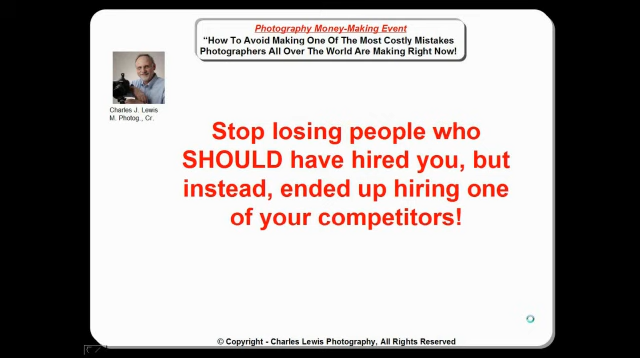 Photography Money-Making Event
“How To Avoid Making One Of The Most Costly Mistakes
Photographers All Over The World Are Making Right Now!
Charles J. Lewis
M. Photog., Cr.
Stop losing people who
SHOULD have hired you, but
instead, ended up hiring one
of your competitors!
© Copyright - Charles Lewis Photography, All Rights Reserved